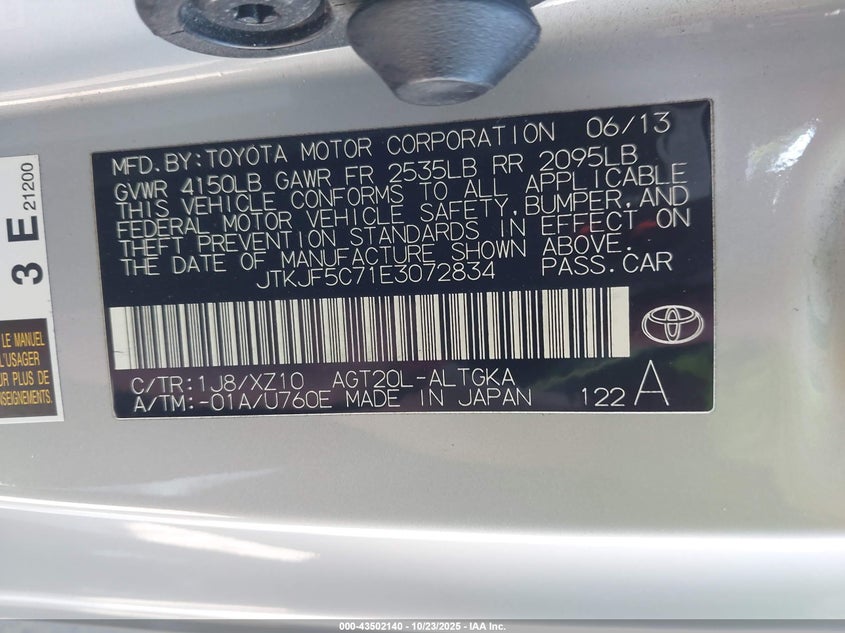 MFD.BY:TOYOTA MOTOR CORPORATION 06/13
GVWR 4150LB GAWR FR 2535LB RR 2095LB
THIS VEHICLE CONFORMS TO ALL APPLICABLE
FEDERAL MOTOR VEHICLE SAFETY,BUMPER,AND
THEFT PREVENTION STANDARDS IN EFFECT ON
THE DATE OF MANUFACTURE SHOWN ABOVE.
JTKJF5C71E3072834 PASS.CAR
C/TR:1J8/XZ10 AGT20L-ALTGKA
A/TM:-01A/U760E MADE IN JAPAN 122 A
3 E 21200
LE MANUEL
L'USAGER
POUR PLUS DE
000-43502140 - 10/23/2025 - IAA Inc.